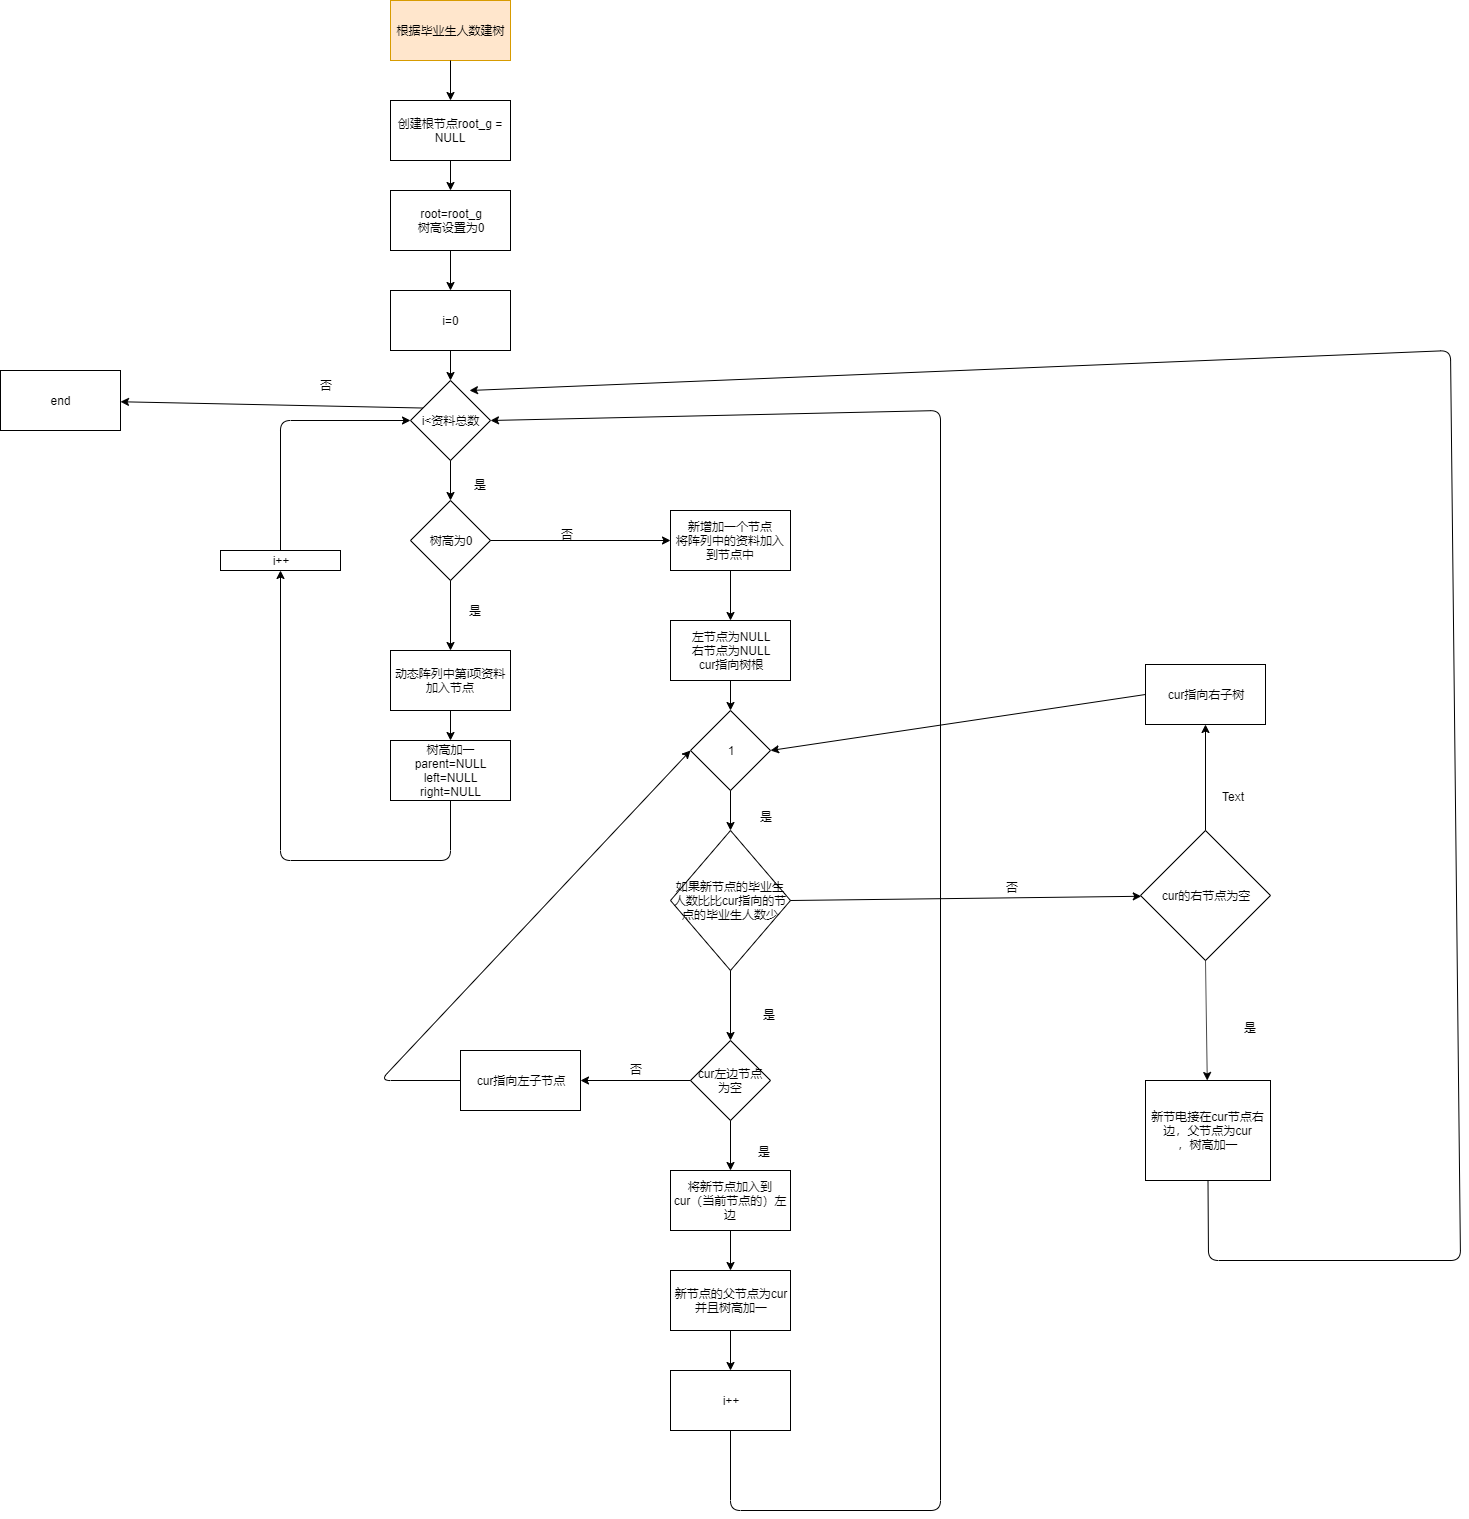 根据毕业生人数建树
创建根节点root_g =
NULL
root=root_g
树高设置为0
i=0
end
否
i<资料总数
是
树高为0
否
新增加一个节点
将阵列中的资料加入
到节点中
i++
是
左节点为NULL
右节点为NULL
cur指向树根
动态阵列中第i项资料
加入节点
树高加一
parent=NULL
left=NULL
right=NULL
1
cur指向右子树
Text
是
如果新节点的毕业生
人数比比cur指向的节
点的毕业生人数少
否
cur的右节点为空
是
是
cur左边节点
为空
否
cur指向左子节点
新节电接在cur节点右
边，父节点为cur
，树高加一
是
将新节点加入到
cur（当前节点的）左
边
新节点的父节点为cur
并且树高加一
i++